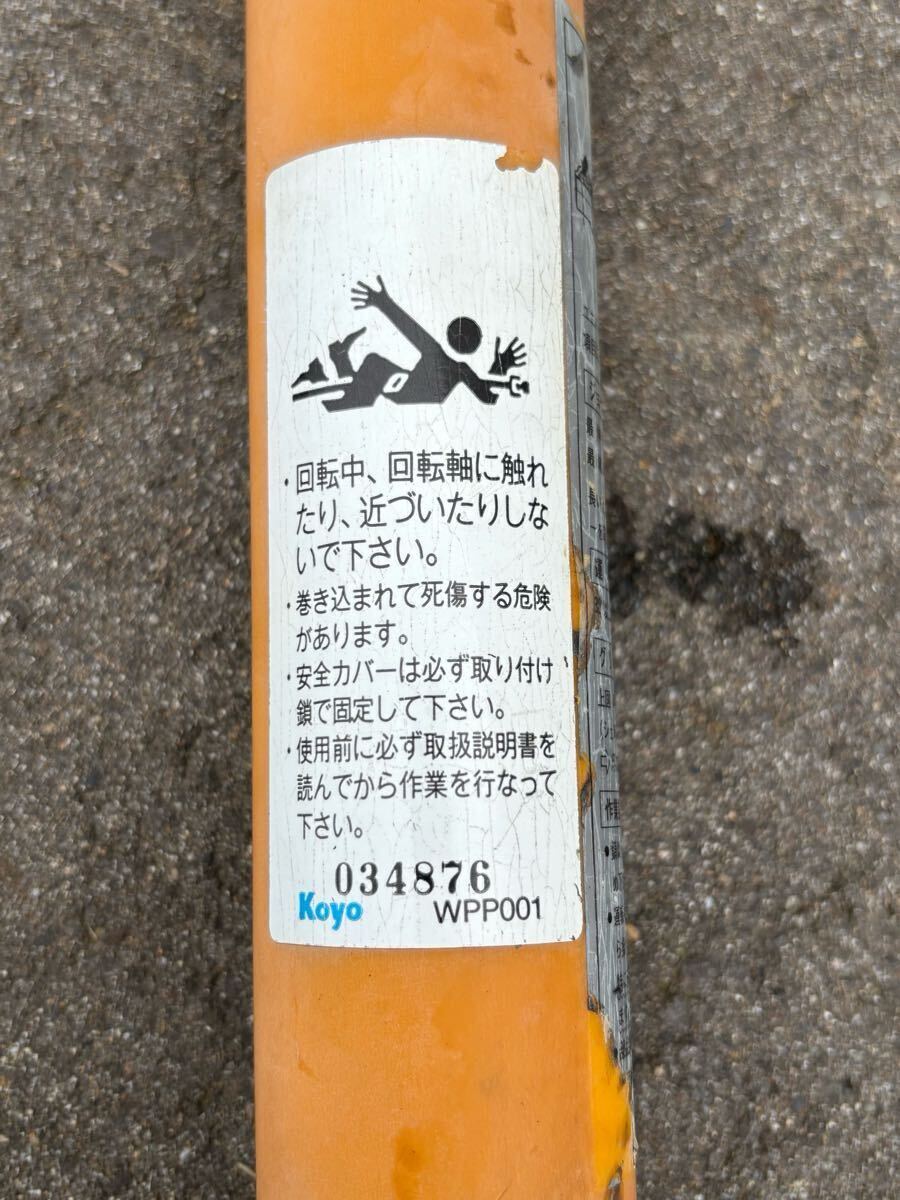 ・回転中、回転軸に触れ
たり、近づいたりしな
いで下さい。
・巻き込まれて死傷する危険
があります。
・安全カバーは必ず取り付け
鎖で固定して下さい。
・使用前に必ず取扱説明書を
読んでから作業を行なって
下さい。
034876
Koyo WPP001